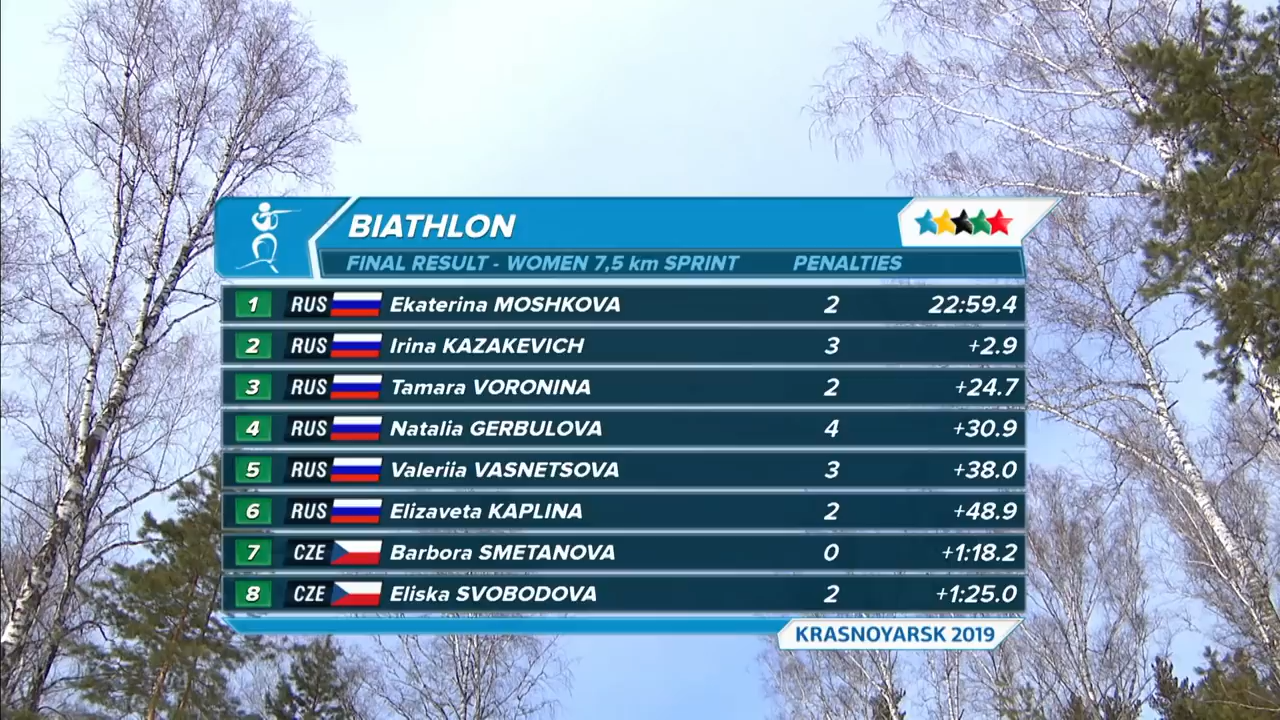 BIATHLON
FINAL RESULT - WOMEN 7,5 km SPRINT PENALTIES
1 RUS Ekaterina MOSHKOVA 2 22:59.4
2 RUS Irina KAZAKEVICH 3 +2.9
3 RUS Tamara VORONINA 2 +24.7
4 RUS Natalia GERBULOVA 4 +30.9
5 RUS Valeriia VASNETSOVA 3 +38.0
6 RUS Elizaveta KAPLINA 2 +48.9
7 CZE Barbora SMETANOVA 0 +1:18.2
8 CZE Eliska SVOBODOVA 2 +1:25.0
KRASNOYARSK 2019